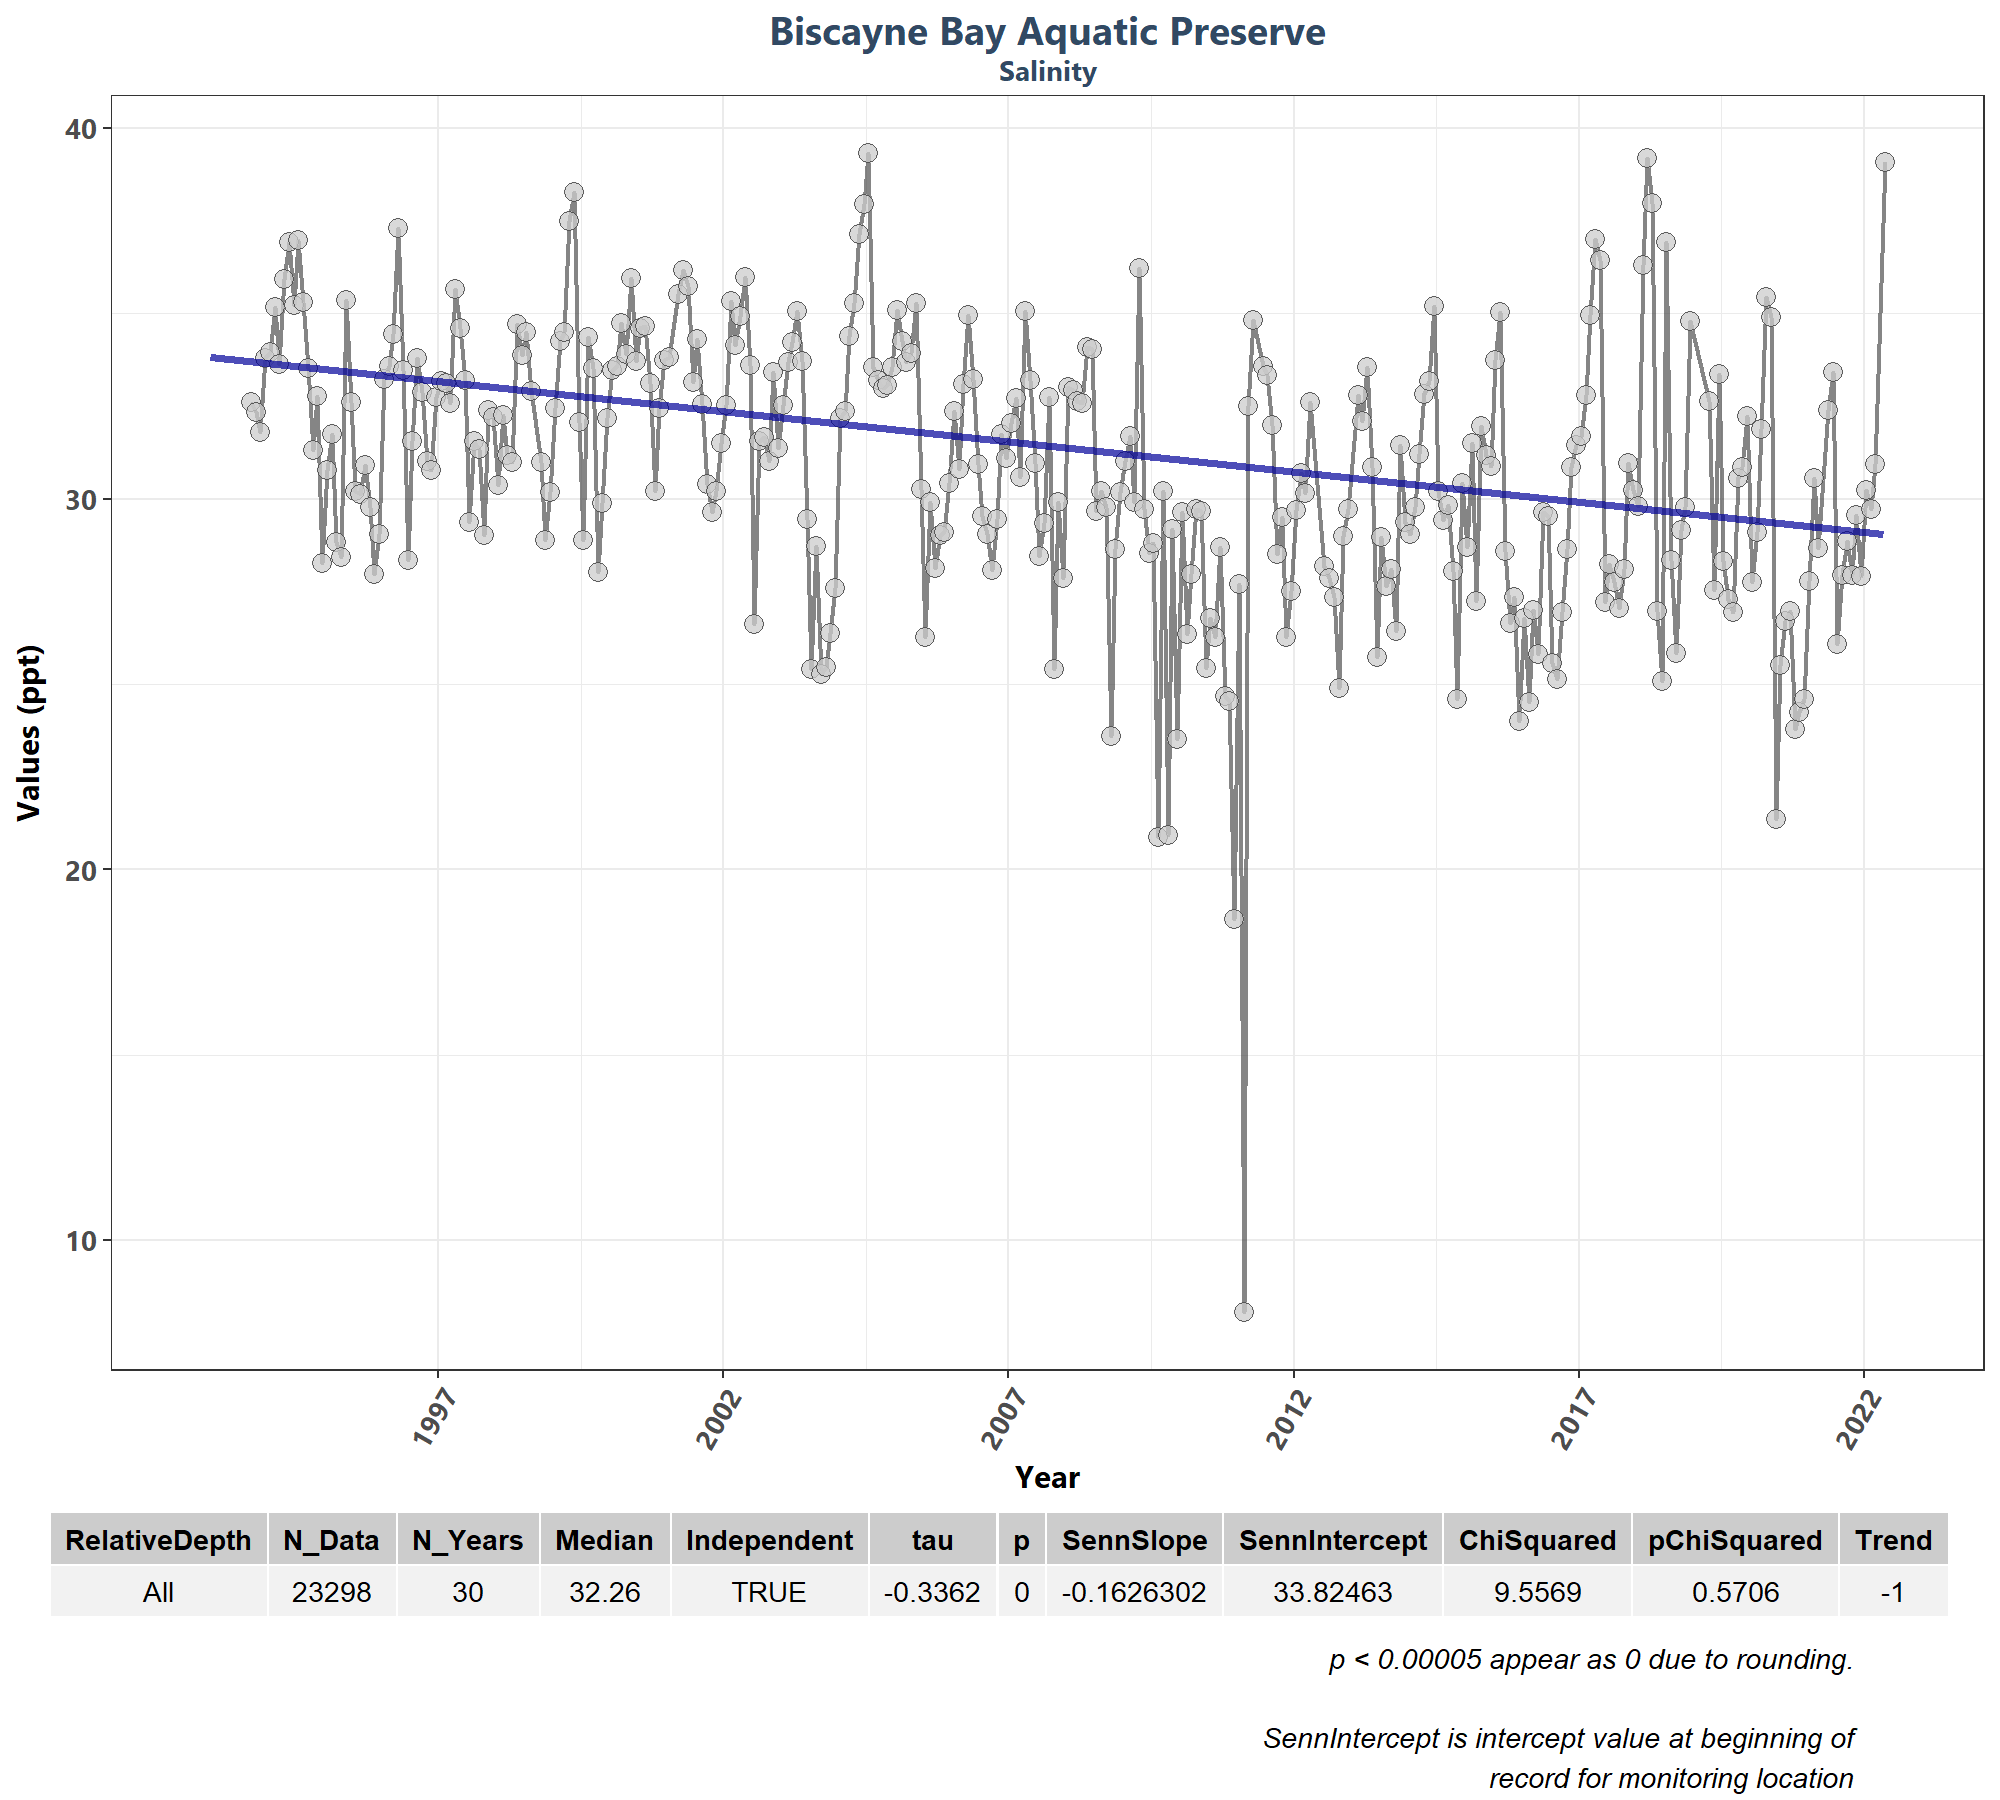 Biscayne Bay Aquatic Preserve
Salinity
40
30
20
10
Values (ppt)
1997 2002 2007 2012 2017 2022
Year
RelativeDepth N_Data N_Years Median Independent tau p SennSlope SennIntercept ChiSquared pChiSquared Trend
All 23298 30 32.26 TRUE -0.3362 0 -0.1626302 33.82463 9.5569 0.5706 -1
p < 0.00005 appear as 0 due to rounding.
SennIntercept is intercept value at beginning of
record for monitoring location